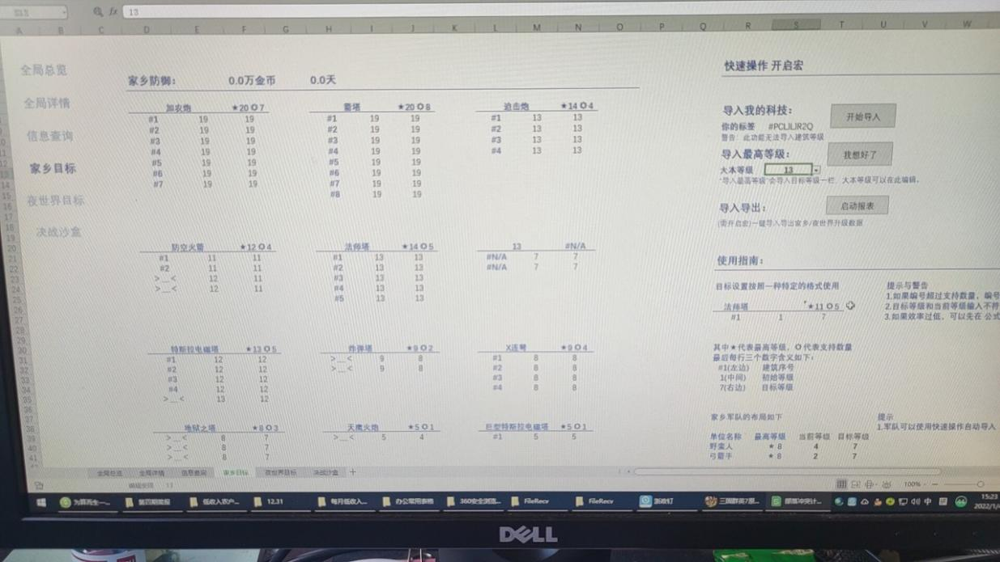 13
A B C D E F G H I J K L M N O P Q R S T U V W
全局总览
全局详情
信息查询
家乡目标
夜世界目标
决战沙盒
家乡防御： 0.0万金币 0.0天
加农炮 ★20 O 7
#1 19 19
#2 19 19
#3 19 19
#4 19 19
#5 19 19
#6 19 19
#7 19 19
箭塔 ★20 O 8
#1 19 19
#2 19 19
#3 19 19
#4 19 19
#5 19 19
#6 19 19
#7 19 19
#8 19 19
迫击炮 ★14 O 4
#1 13 13
#2 13 13
#3 13 13
#4 13 13
防空火箭 ★12 O 4
#1 11 11
#2 11 11
>__< 12 11
>__< 12 11
法师塔 ★14 O 5
#1 13 13
#2 13 13
#3 13 13
#4 13 13
#5 13 13
13 #N/A
#N/A 7 7
#N/A 7 7
特斯拉电磁塔 ★13 O 5
#1 12 12
#2 12 12
#3 12 12
#4 12 12
>__< 13 12
炸弹塔 ★9 O 2
>__< 9 8
>__< 9 8
X连弩 ★9 O 4
#1 8 8
#2 8 8
#3 8 8
#4 8 8
地狱之塔 ★8 O 3
>__< 8 7
>__< 8 7
>__< 8 7
天鹰火炮 ★5 O 1
>__< 5 4
巨型特斯拉电磁塔 ★5 O 1
#1 5 5
快速操作 开启宏
导入我的科技： 开始导入
你的标签 #PCLJLJR2Q
警告：此功能无法导入建筑等级
导入最高等级： 我想好了
大本等级 13
"导入最高等级"会导入目标等级一栏，大本等级可以在此编辑。
导入导出： 启动报表
(需开启宏)一键导入导出家乡/夜世界升级数据
使用指南：
目标设置按照一种特定的格式使用
法师塔 ★11 O 5
#1 1 7
其中★代表最高等级，O代表支持数量
最后每行三个数字含义如下：
#1(左边) 建筑序号
1(中间) 初始等级
7(右边) 目标等级
提示与警告
1.如果编号超过支持数量，编号
2.目标等级和当前等级输入不符
3.如果效率过低，可以先在 公式
家乡军队的布局如下
单位名称 最高等级 当前等级 目标等级
野蛮人 ★8 4 7
弓箭手 ★8 2 7
提示
1.军队可以使用快速操作自动导入
全局总览 全局详情 信息查询 家乡目标 夜世界目标 决战沙盒 +
编辑状态 13
100%
为算而生—... 第四期简报 低收入农户... 12.31 每月低收入... 办公常用表格 360安全浏览... FileRecv FileRecv 浙政钉 三国群英7原... 部落冲突计...
中
44
15:23
2022/1/4
DELL